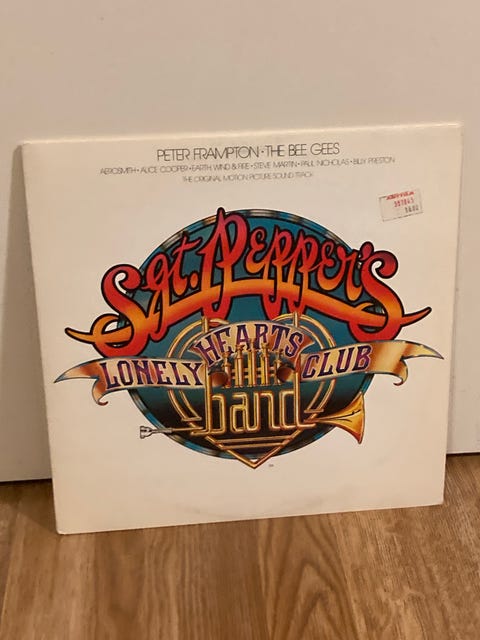 PETER FRAMPTON • THE BEE GEES
AEROSMITH • ALICE COOPER • EARTH, WIND & FIRE • STEVE MARTIN • PAUL NICHOLAS • BILLY PRESTON
THE ORIGINAL MOTION PICTURE SOUND TRACK
Sgt. Pepper's
LONELY HEARTS CLUB
band